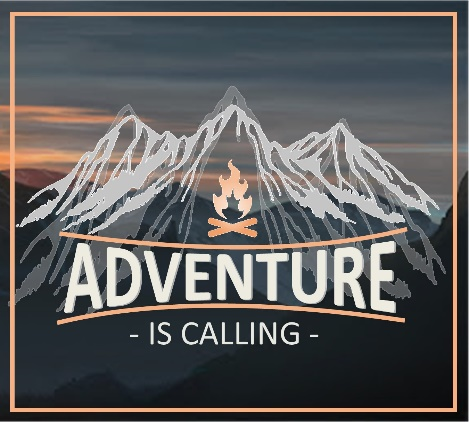 ADVENTURE
- IS CALLING -